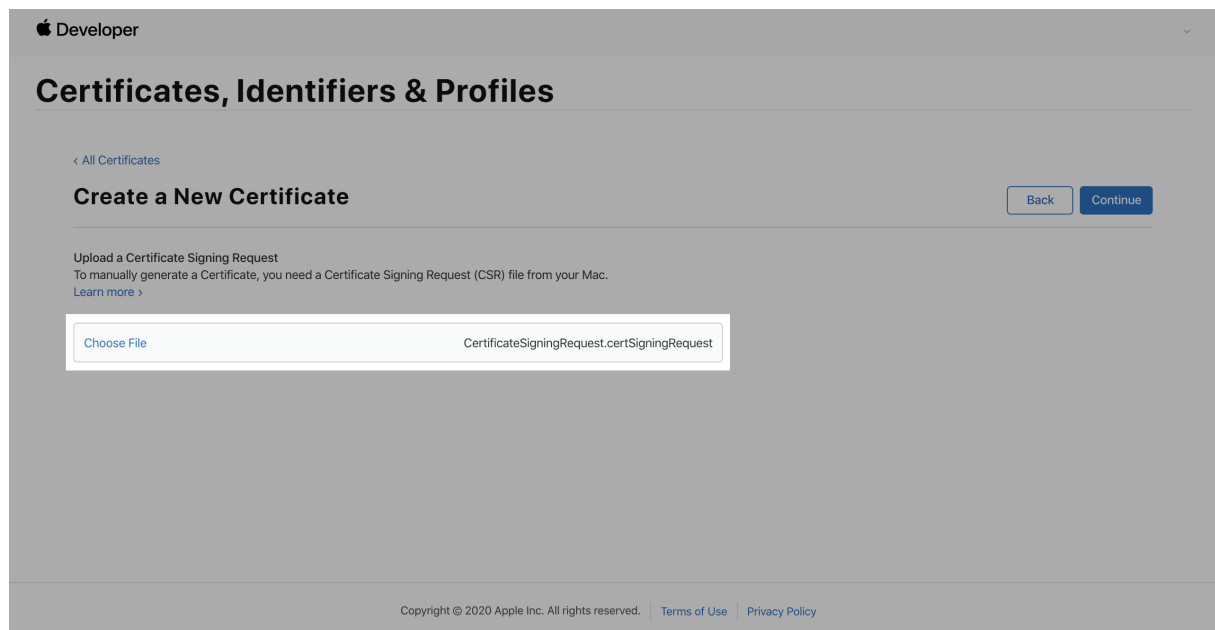 Developer
Certificates, Identifiers & Profiles
‹ All Certificates
Create a New Certificate
Back Continue
Upload a Certificate Signing Request
To manually generate a Certificate, you need a Certificate Signing Request (CSR) file from your Mac.
Learn more ›
Choose File CertificateSigningRequest.certSigningRequest
Copyright © 2020 Apple Inc. All rights reserved. Terms of Use Privacy Policy